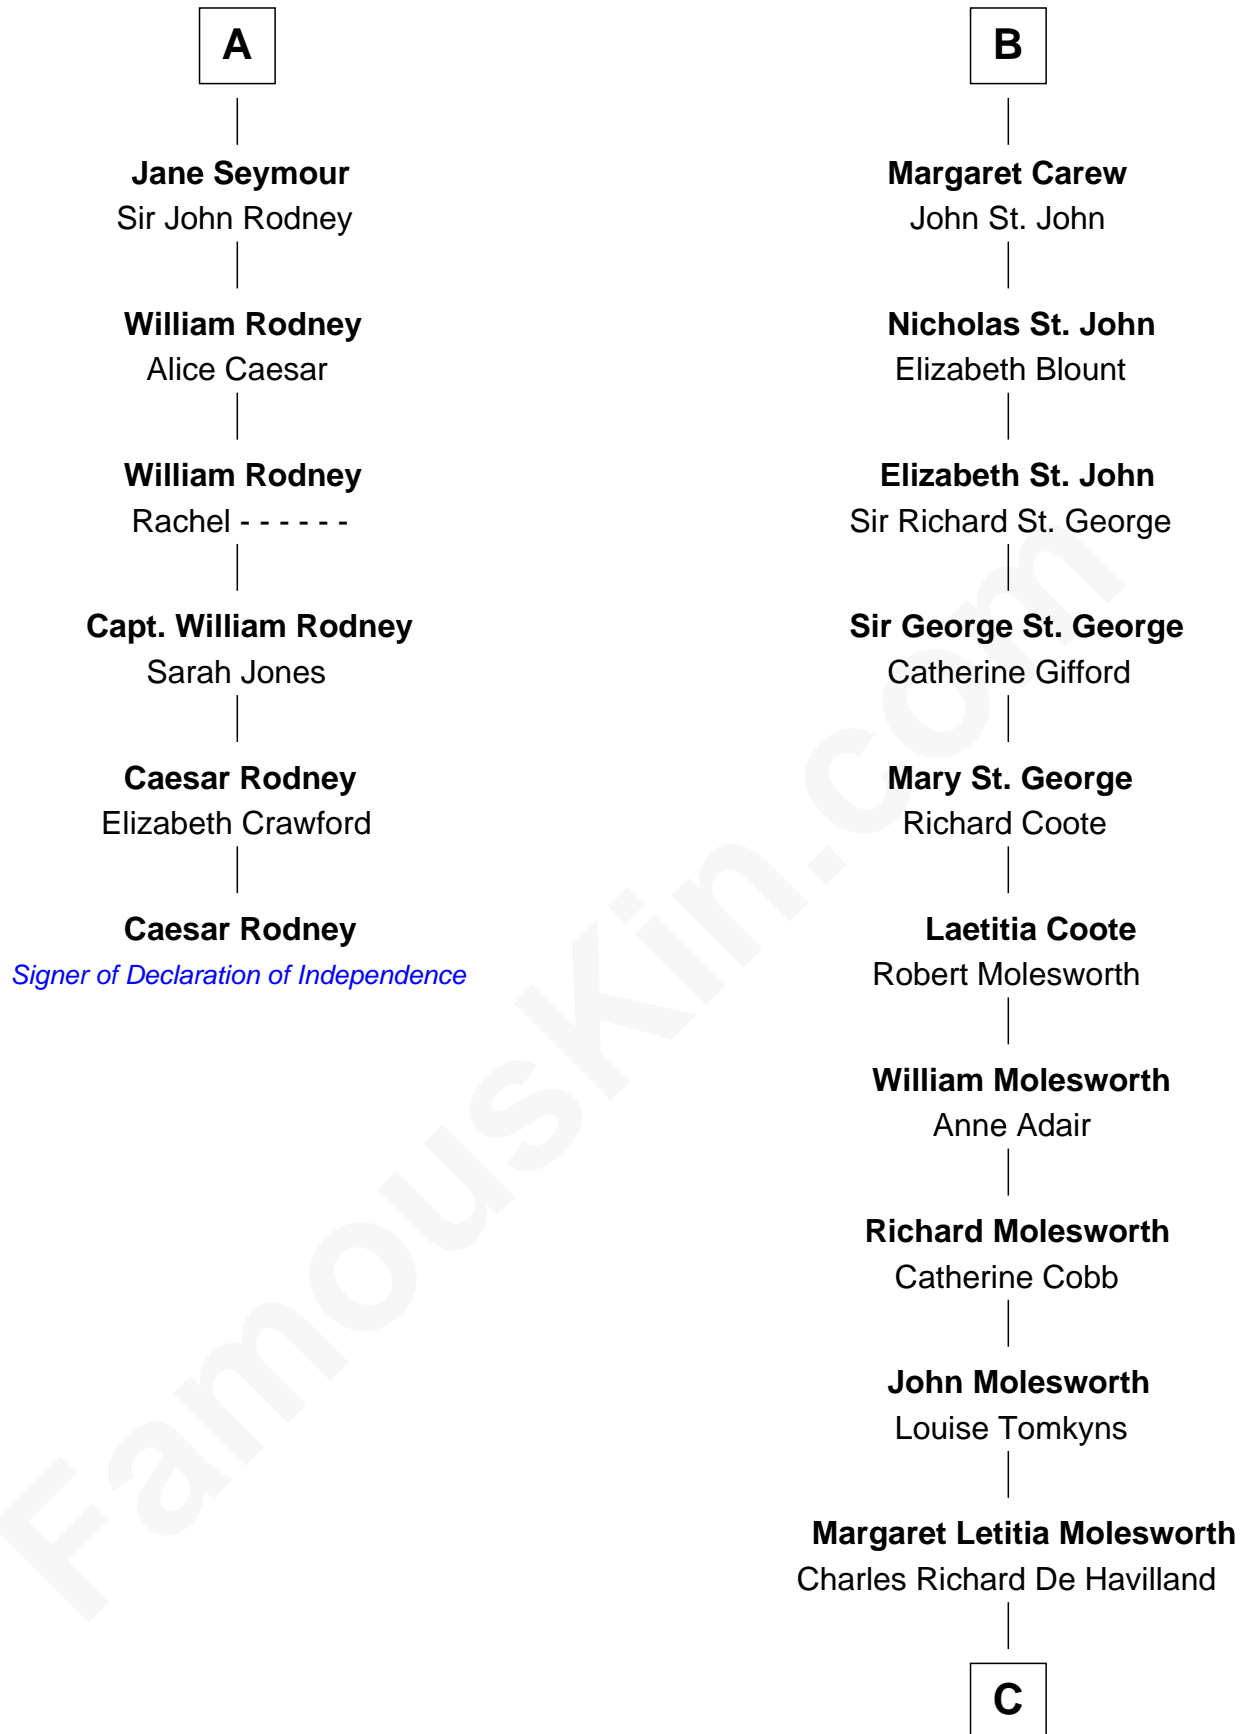 A
Jane Seymour
Sir John Rodney
William Rodney
Alice Caesar
William Rodney
Rachel - - - - - -
Capt. William Rodney
Sarah Jones
Caesar Rodney
Elizabeth Crawford
Caesar Rodney
Signer of Declaration of Independence
B
Margaret Carew
John St. John
Nicholas St. John
Elizabeth Blount
Elizabeth St. John
Sir Richard St. George
Sir George St. George
Catherine Gifford
Mary St. George
Richard Coote
Laetitia Coote
Robert Molesworth
William Molesworth
Anne Adair
Richard Molesworth
Catherine Cobb
John Molesworth
Louise Tomkyns
Margaret Letitia Molesworth
Charles Richard De Havilland
C
FamousKin.com